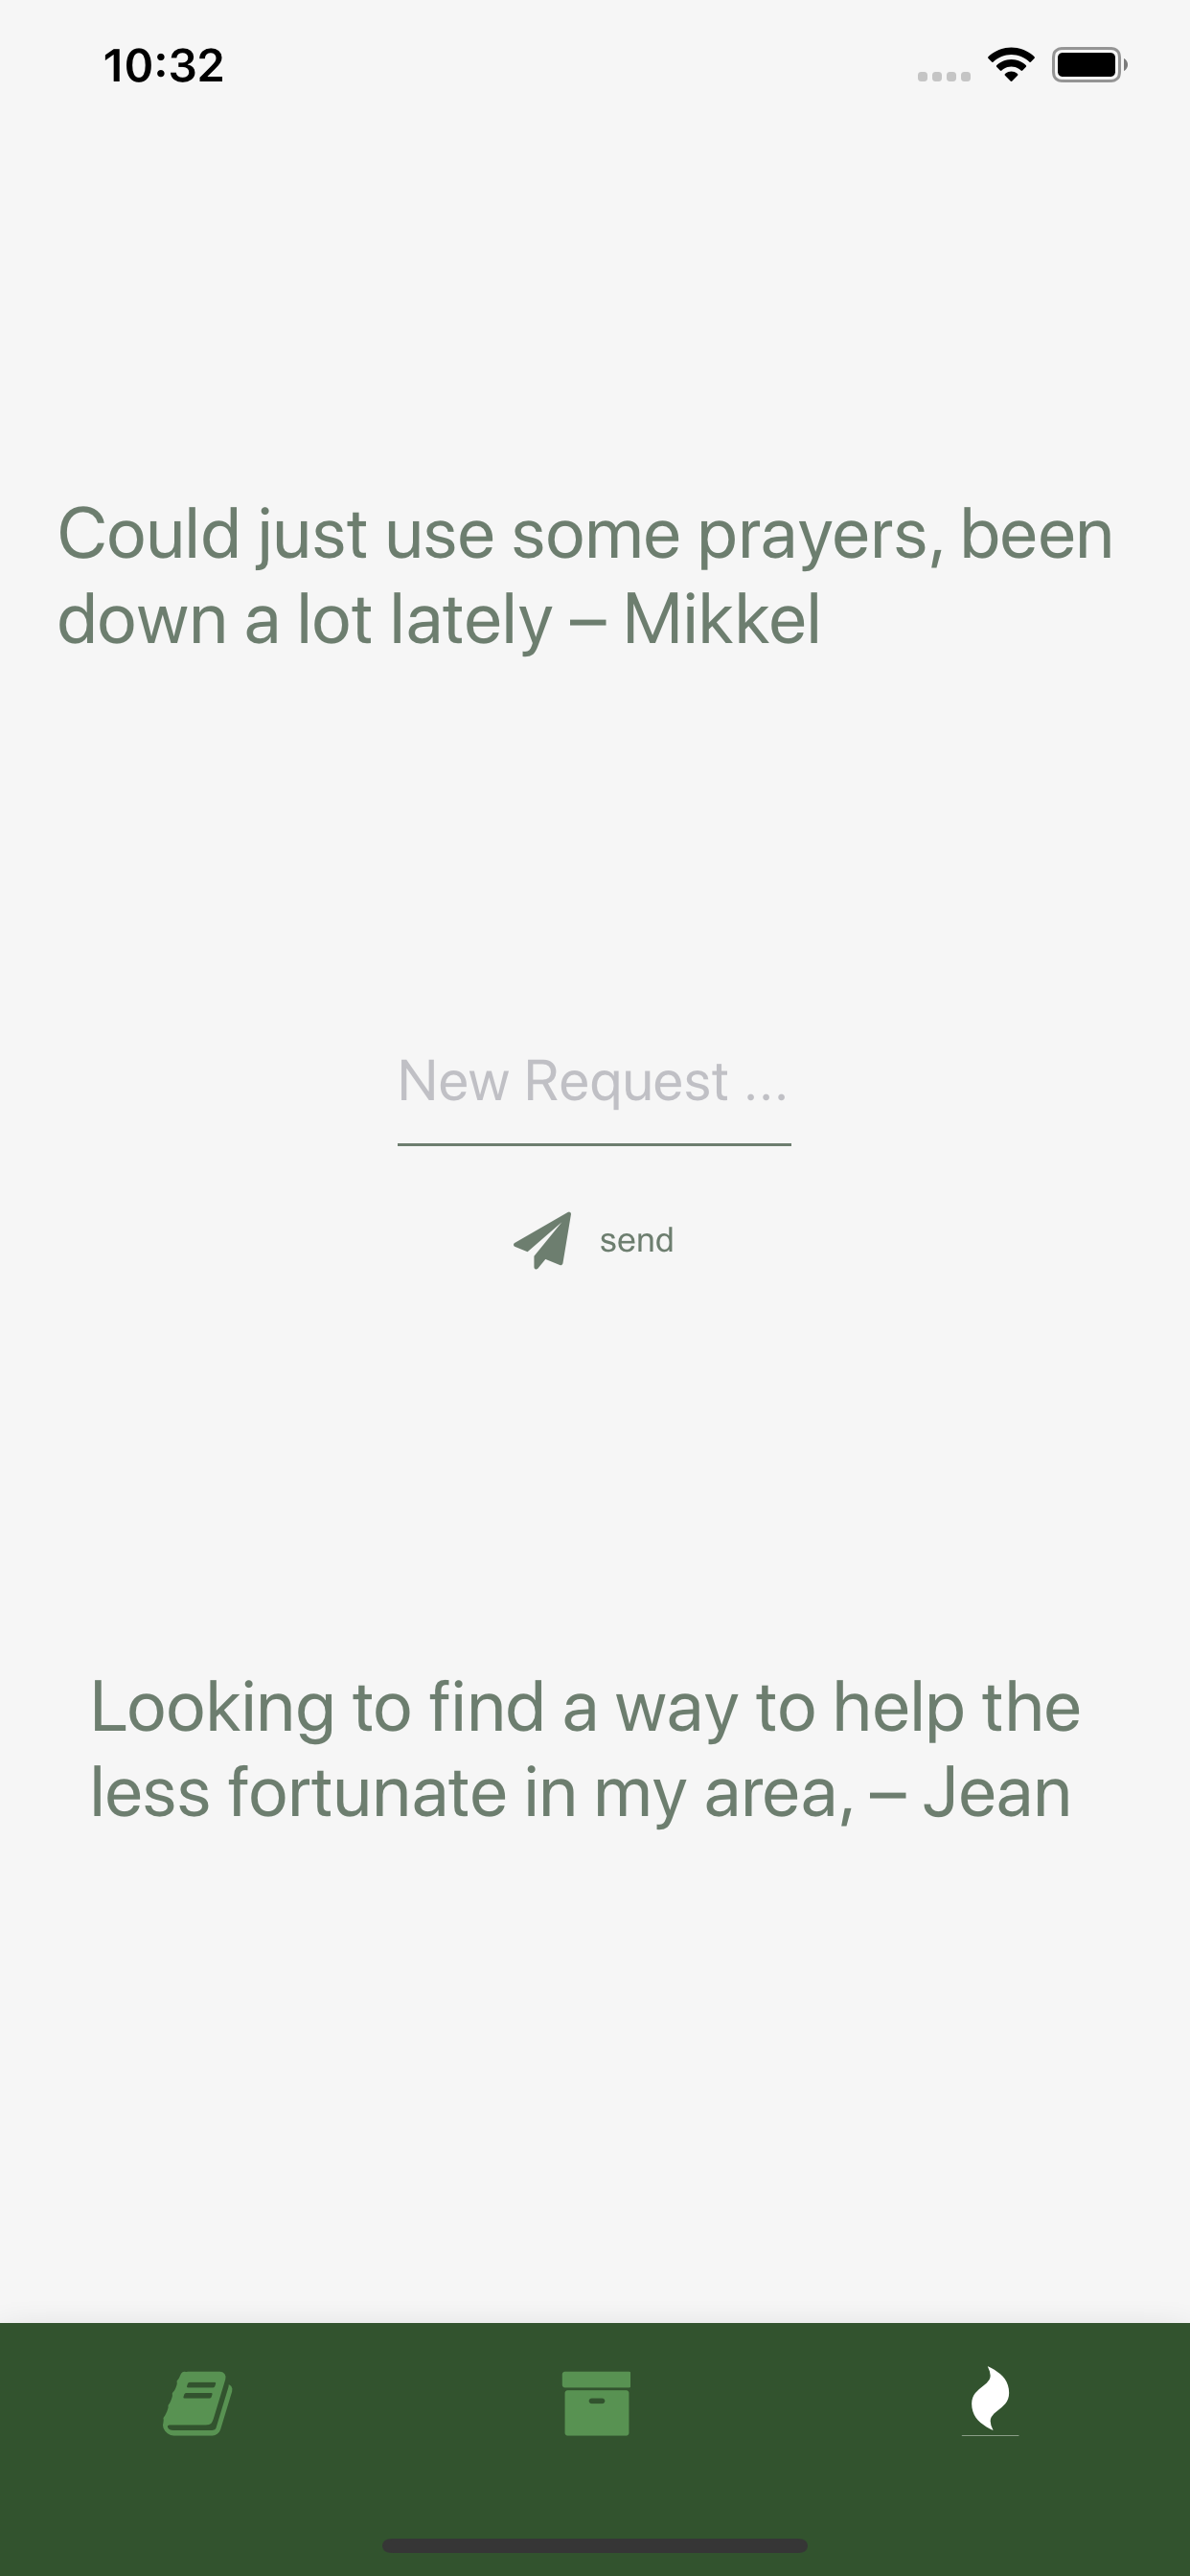 10:32
Could just use some prayers, been
down a lot lately – Mikkel
New Request ...
send
Looking to find a way to help the
less fortunate in my area, – Jean